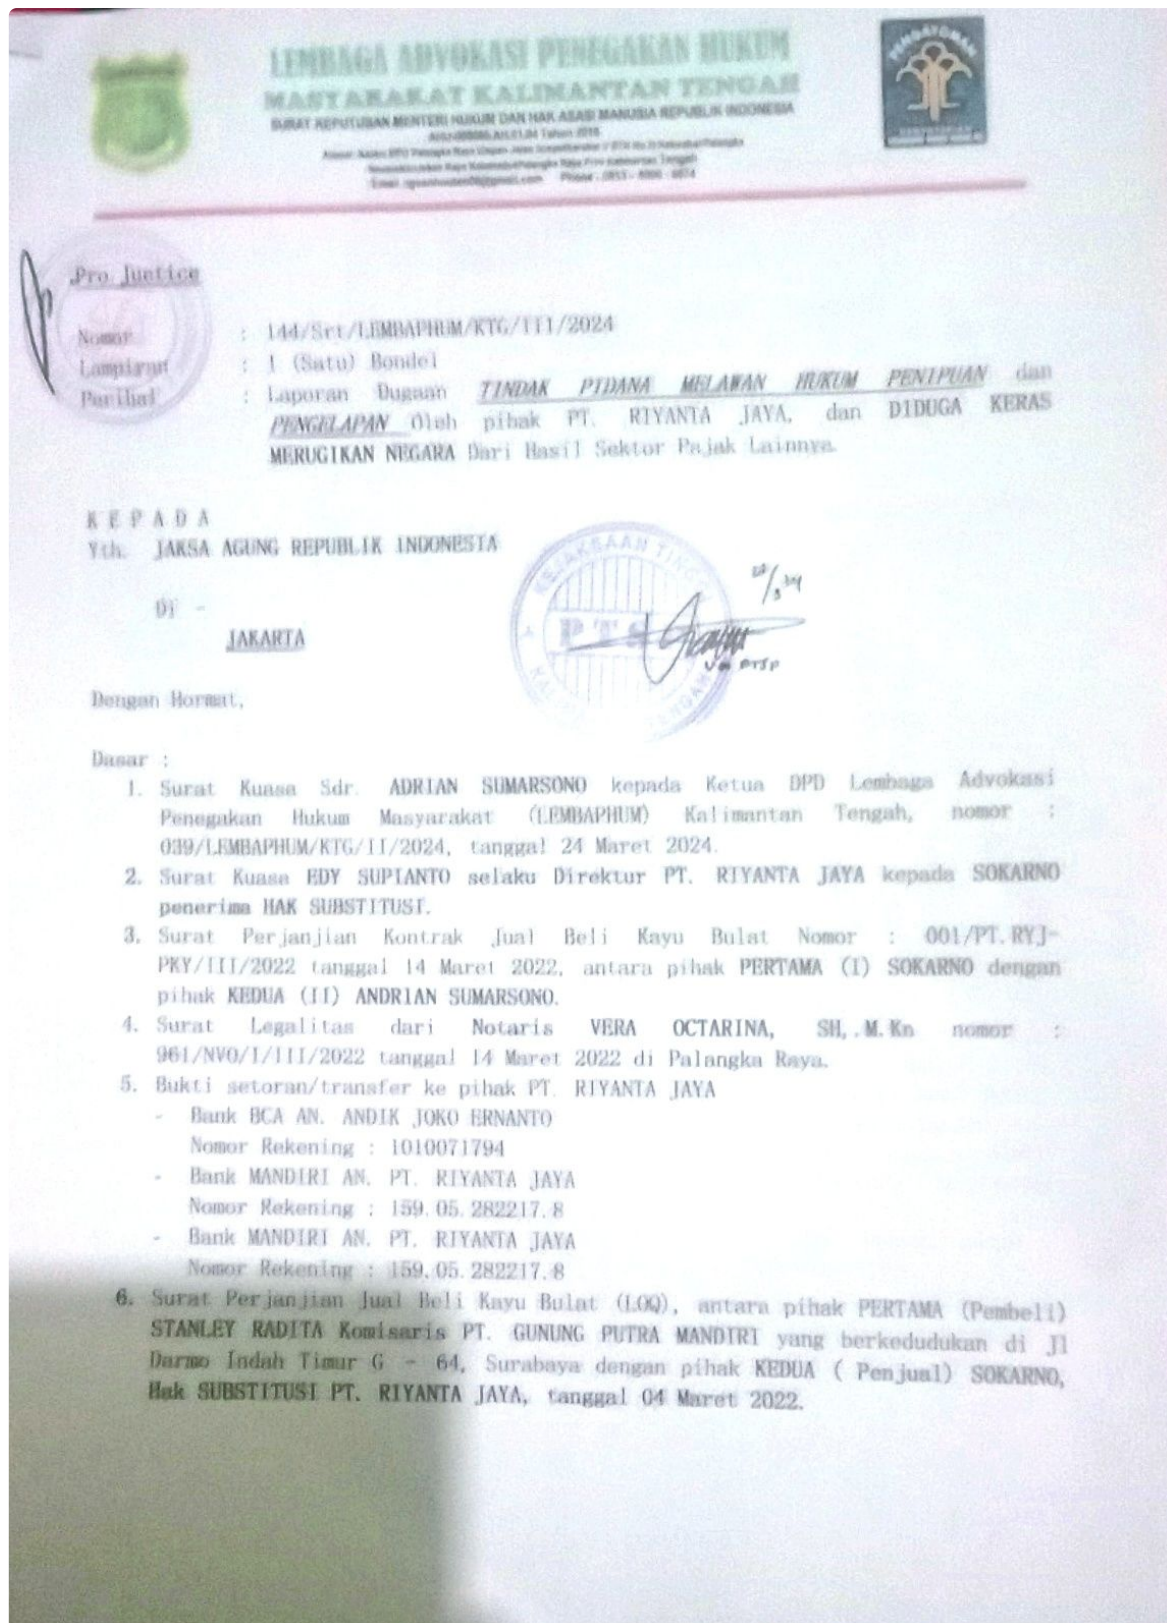 LEMBAGA ADVOKASI PENEGAKAN HUKUM
MASYARAKAT KALIMANTAN TENGAH
SURAT KEPUTUSAN MENTERI HUKUM DAN HAK ASASI MANUSIA REPUBLIK INDONESIA
PENGAYOMAN
Pro Justice
Nomor : 144/Srt/LEMBAPHUM/KTG/III/2024
Lampiran : 1 (Satu) Bondel
Perihal : Laporan Dugaan TINDAK PIDANA MELAWAN HUKUM PENIPUAN dan
PENGELAPAN Oleh pihak PT. RIYANTA JAYA, dan DIDUGA KERAS
MERUGIKAN NEGARA Dari Hasil Sektor Pajak Lainnya.
K E P A D A
Yth. JAKSA AGUNG REPUBLIK INDONESIA
KEJAKSAAN TINGGI
PTS
TENGAH
PTSP
Di -
JAKARTA
Dengan Hormat,
Dasar :
1. Surat Kuasa Sdr. ADRIAN SUMARSONO kepada Ketua DPD Lembaga Advokasi
Penegakan Hukum Masyarakat (LEMBAPHUM) Kalimantan Tengah, nomor :
039/LEMBAPHUM/KTG/II/2024, tanggal 24 Maret 2024.
2. Surat Kuasa EDY SUPIANTO selaku Direktur PT. RIYANTA JAYA kepada SOKARNO
penerima HAK SUBSTITUSI.
3. Surat Perjanjian Kontrak Jual Beli Kayu Bulat Nomor : 001/PT.RYJ-
PKY/III/2022 tanggal 14 Maret 2022, antara pihak PERTAMA (I) SOKARNO dengan
pihak KEDUA (II) ANDRIAN SUMARSONO.
4. Surat Legalitas dari Notaris VERA OCTARINA, SH,.M.Kn nomor :
961/NVO/I/III/2022 tanggal 14 Maret 2022 di Palangka Raya.
5. Bukti setoran/transfer ke pihak PT. RIYANTA JAYA
- Bank BCA AN. ANDIK JOKO ERNANTO
Nomor Rekening : 1010071794
- Bank MANDIRI AN. PT. RIYANTA JAYA
Nomor Rekening : 159.05.282217.8
- Bank MANDIRI AN. PT. RIYANTA JAYA
Nomor Rekening : 159.05.282217.8
6. Surat Perjanjian Jual Beli Kayu Bulat (LOQ), antara pihak PERTAMA (Pembeli)
STANLEY RADITA Komisaris PT. GUNUNG PUTRA MANDIRI yang berkedudukan di Jl
Darmo Indah Timur G - 64, Surabaya dengan pihak KEDUA ( Penjual) SOKARNO,
Hak SUBSTITUSI PT. RIYANTA JAYA, tanggal 04 Maret 2022.